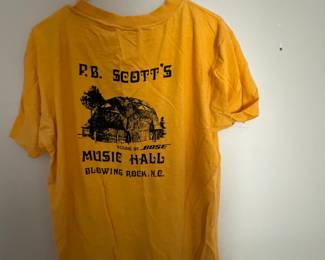 P.B. SCOTT'S
SOUND BY BOSE
MUSIC HALL
BLOWING ROCK, N.C.